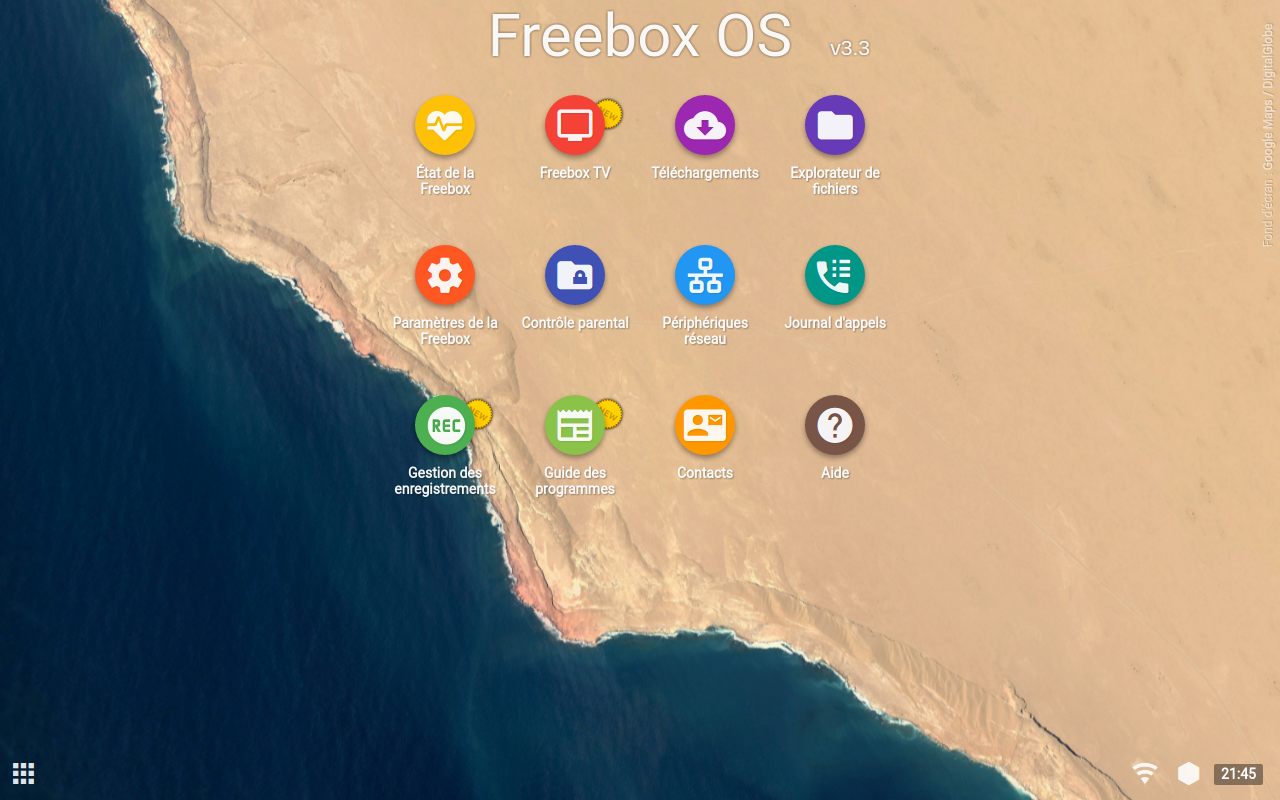 Freebox OS v3.3
Fond d'écran : Google Maps / DigitalGlobe
État de la
Freebox
Freebox TV
NEW
Téléchargements
Explorateur de
fichiers
Paramètres de la
Freebox
Contrôle parental
Périphériques
réseau
Journal d'appels
REC
NEW
Gestion des
enregistrements
NEW
Guide des
programmes
Contacts
?
Aide
21:45